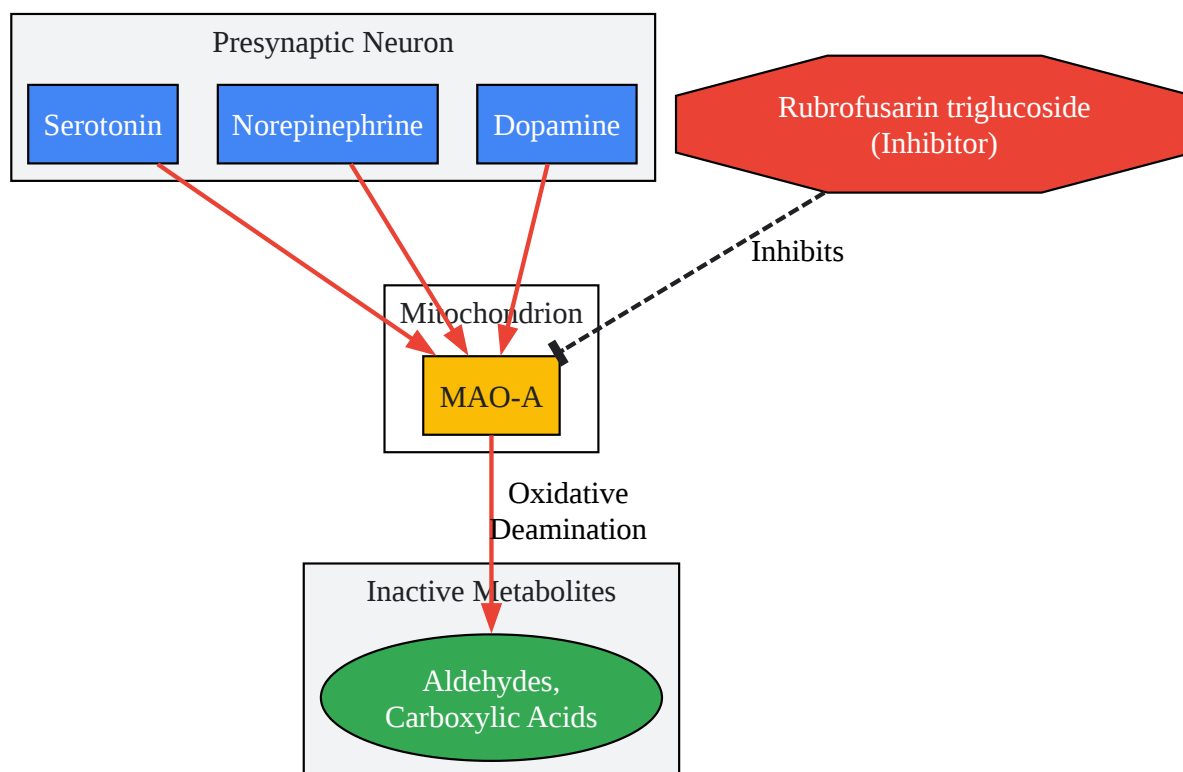 Presynaptic Neuron
Serotonin
Norepinephrine
Dopamine
Rubrofusarin triglucoside
(Inhibitor)
Inhibits
Mitochondrion
MAO-A
Oxidative
Deamination
Inactive Metabolites
Aldehydes,
Carboxylic Acids